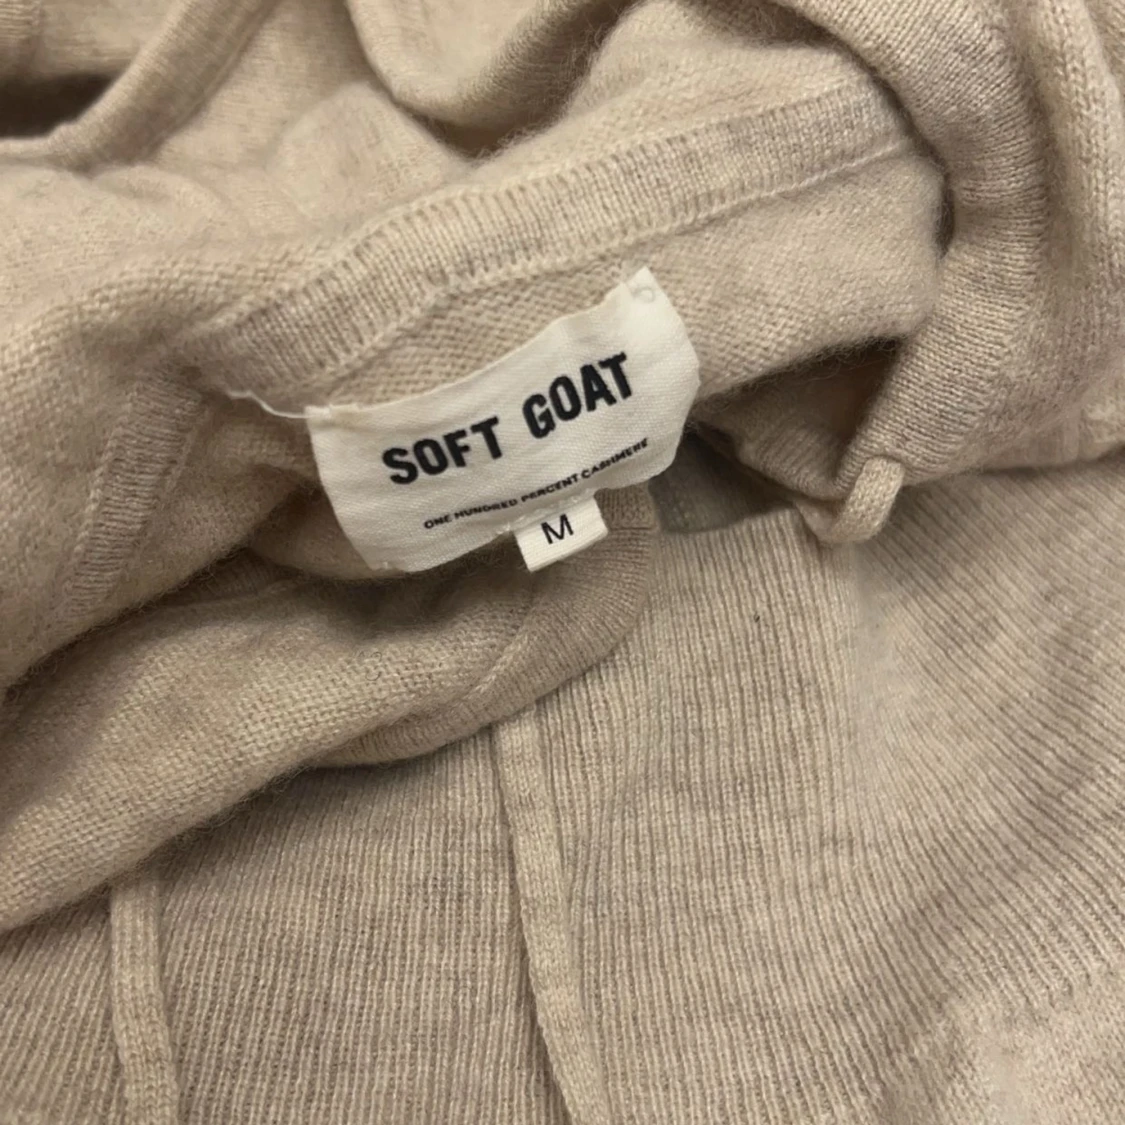 SOFT GOAT
ONE HUNDRED PERCENT CASHMERE
M